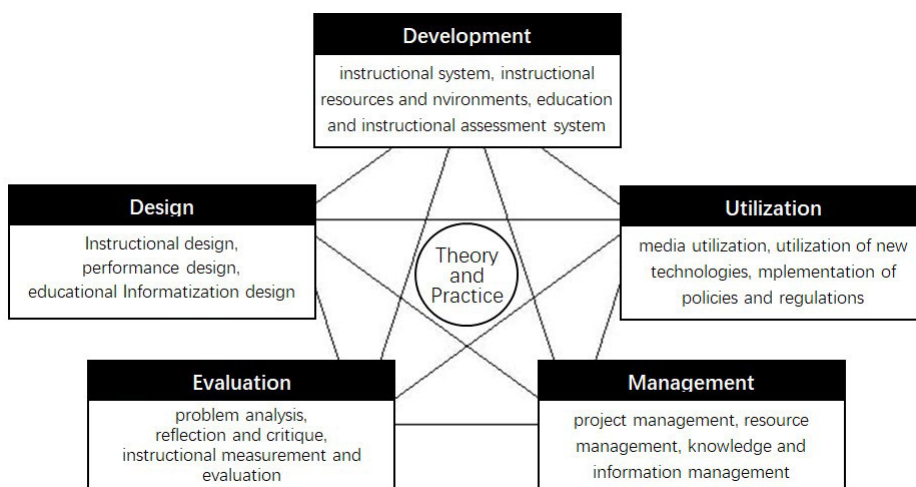 Development
instructional system, instructional
resources and nvironments, education
and instructional assessment system
Design
Instructional design,
performance design,
educational Informatization design
Theory
and
Practice
Utilization
media utilization, utilization of new
technologies, mplementation of
policies and regulations
Evaluation
problem analysis,
reflection and critique,
instructional measurement and
evaluation
Management
project management, resource
management, knowledge and
information management